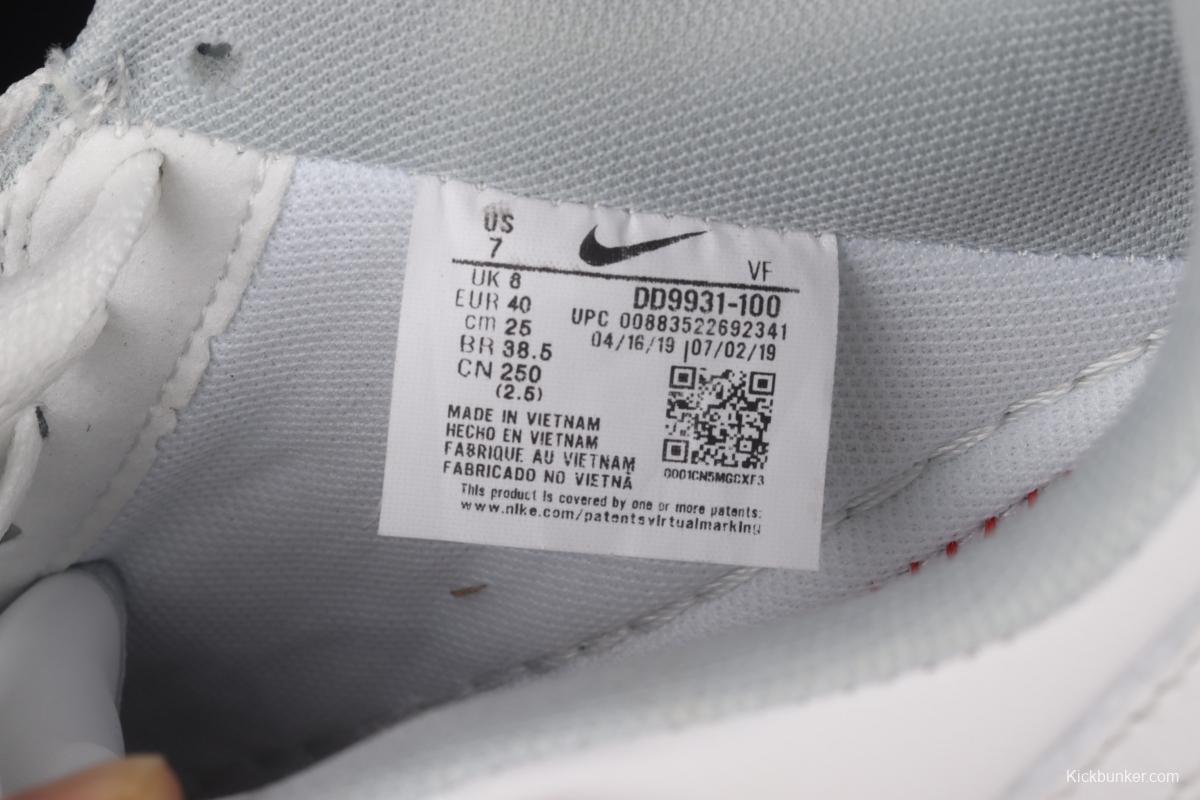 US
7
VF
UK 8
EUR 40
cm 25
BR 38.5
CN 250
(2.5)
DD9931-100
UPC 00883522692341
04/16/19 | 07/02/19
0001CN5MGCXF3
MADE IN VIETNAM
HECHO EN VIETNAM
FABRIQUE AU VIETNAM
FABRICADO NO VIETNÃ
This product is covered by one or more patents:
www.nike.com/patentsvirtualmarking
Kickbunker.com